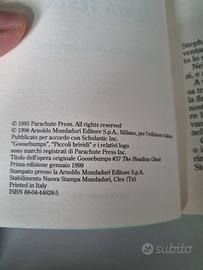 © 1995 Parachute Press. All rights reserved
© 1998 Arnoldo Mondadori Editore S.p.A., Milano, per l'edizione italiana
Pubblicato per accordo con Scholastic Inc.
"Goosebumps", "Piccoli brividi" e i relativi logo
sono marchi registrati di Parachute Press Inc.
Titolo dell'opera originale Goosebumps #37 The Headless Ghost
Prima edizione gennaio 1998
Stampato presso la Arnoldo Mondadori Editore S.p.A.
Stabilimento Nuova Stampa Mondadori, Cles (Tn)
Printed in Italy
ISBN 88-04-44628-5
Steph
ventar
subito